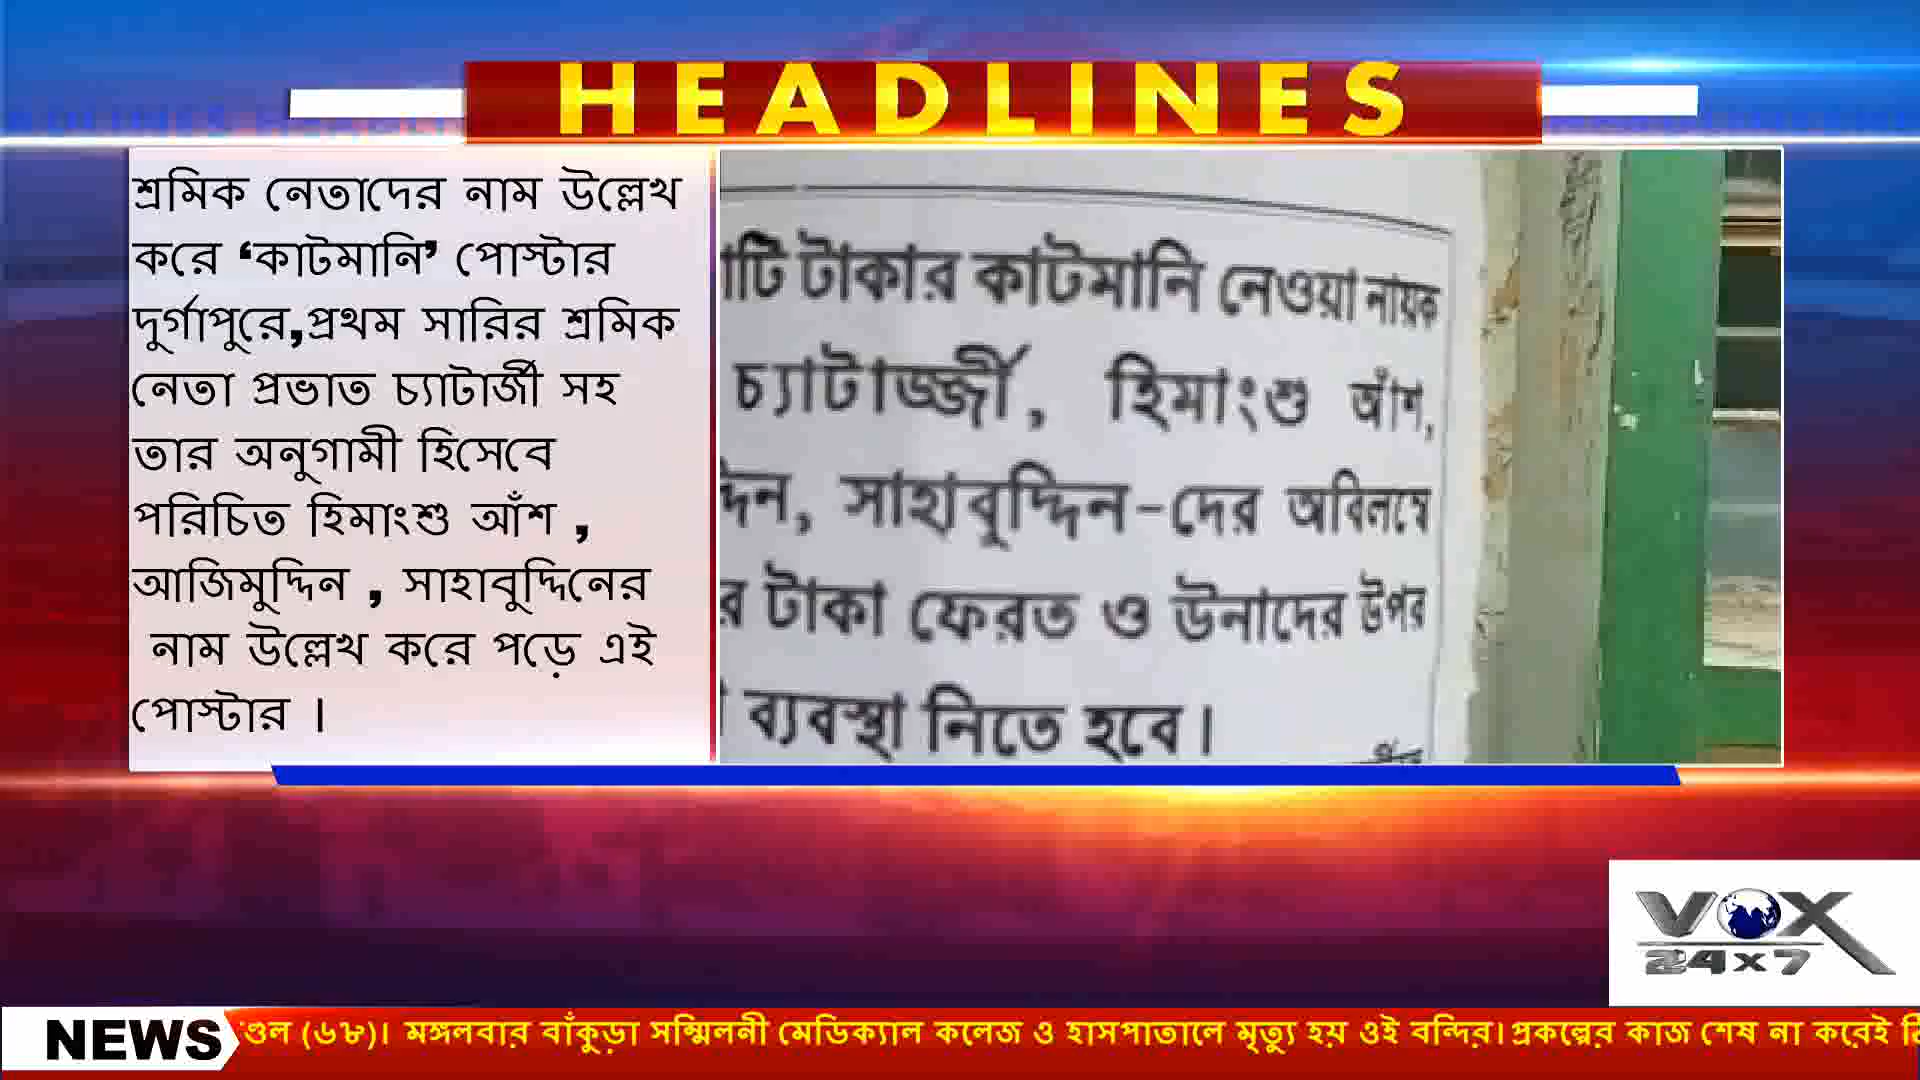 HEADLINES
শ্রমিক নেতাদের নাম উল্লেখ
করে ‘কাটমানি’ পোস্টার
দুর্গাপুরে,প্রথম সারির শ্রমিক
নেতা প্রভাত চ্যাটার্জী সহ
তার অনুগামী হিসেবে
পরিচিত হিমাংশু আঁশ ,
আজিমুদ্দিন , সাহাবুদ্দিনের
নাম উল্লেখ করে পড়ে এই
পোস্টার ।
টাকার কাটমানি নেওয়া নায়ক
চ্যাটার্জ্জী, হিমাংশু আঁশ,
সাহাবুদ্দিন-দের অবিলম্বে
টাকা ফেরত ও উনাদের উপর
ব্যবস্থা নিতে হবে।
VOX
24x7
NEWS
(৬৮)। মঙ্গলবার বাঁকুড়া সম্মিলনী মেডিক্যাল কলেজ ও হাসপাতালে মৃত্যু হয় ওই বন্দির। প্রকল্পের কাজ শেষ না করেই